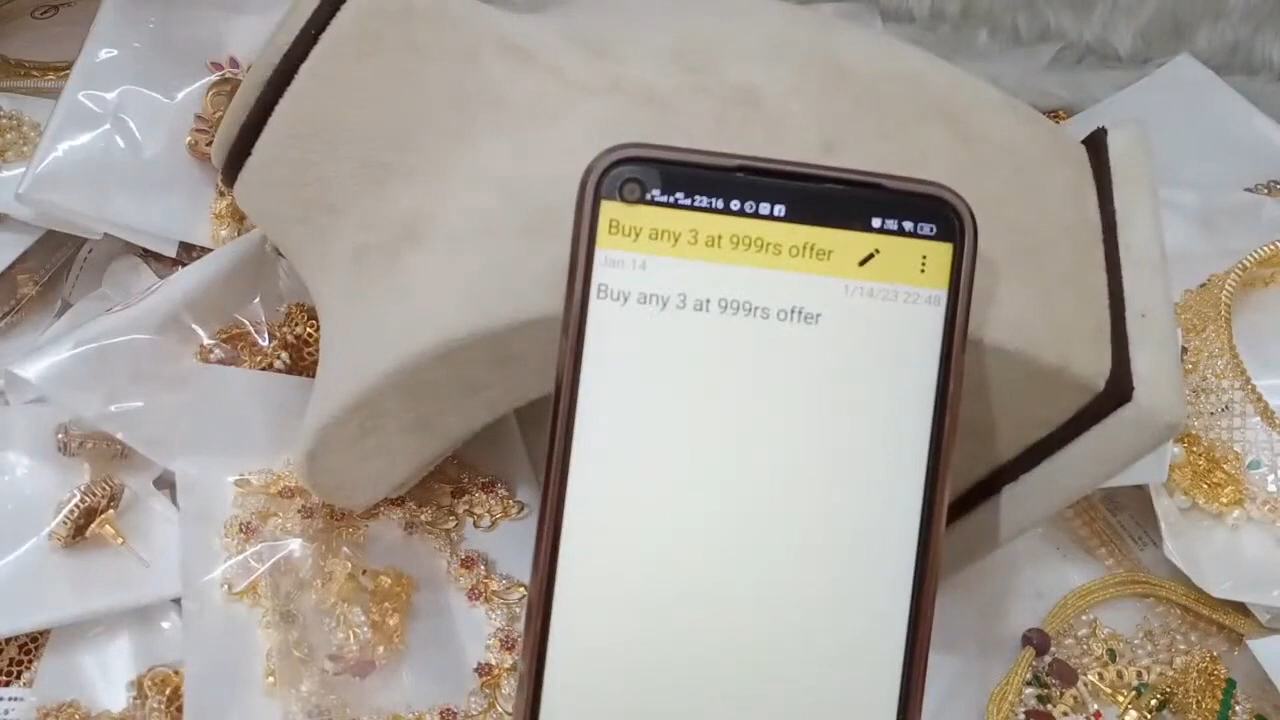 23:16
Buy any 3 at 999rs offer
Jan 14
1/14/23 22:48
Buy any 3 at 999rs offer